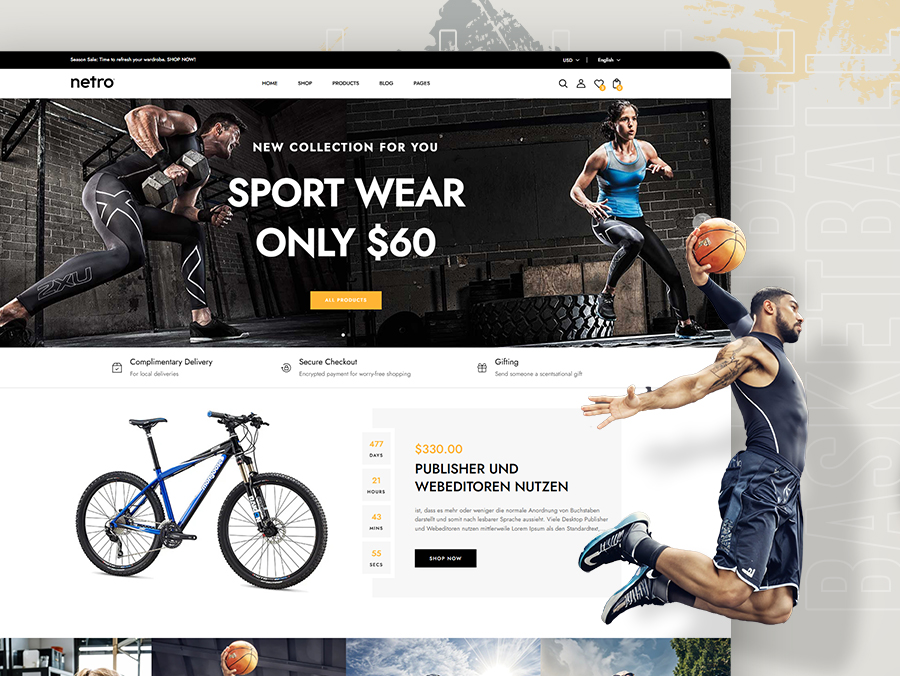 Season Sale: Time to refresh your wardrobe. SHOP NOW!
USD
English
netro
HOME
SHOP
PRODUCTS
BLOG
PAGES
NEW COLLECTION FOR YOU
SPORT WEAR
ONLY $60
ALL PRODUCTS
2XU
Complimentary Delivery
For local deliveries
Secure Checkout
Encrypted payment for worry-free shopping
Gifting
Send someone a scentsational gift
477
DAYS
21
HOURS
43
MINS
55
SECS
$330.00
PUBLISHER UND
WEBEDITOREN NUTZEN
ist, dass es mehr oder weniger die normale Anordnung von Buchstaben
darstellt und somit nach lesbarer Sprache aussieht. Viele Desktop Publisher
und Webeditoren nutzen mittlerweile Lorem Ipsum als den Standardtext,
SHOP NOW
BASKETBALL